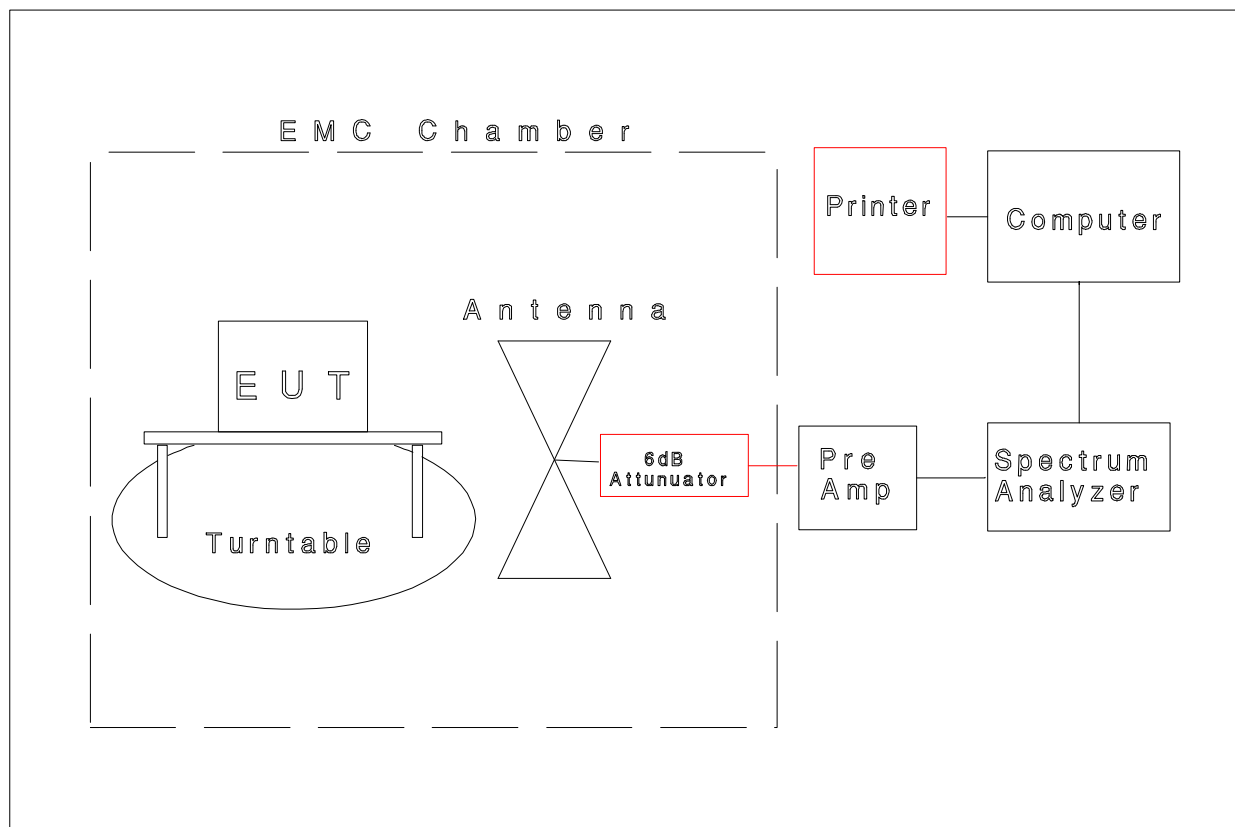 EMC Chamber
Printer
Computer
Antenna
EUT
6dB
Attunuator
Pre
Amp
Spectrum
Analyzer
Turntable